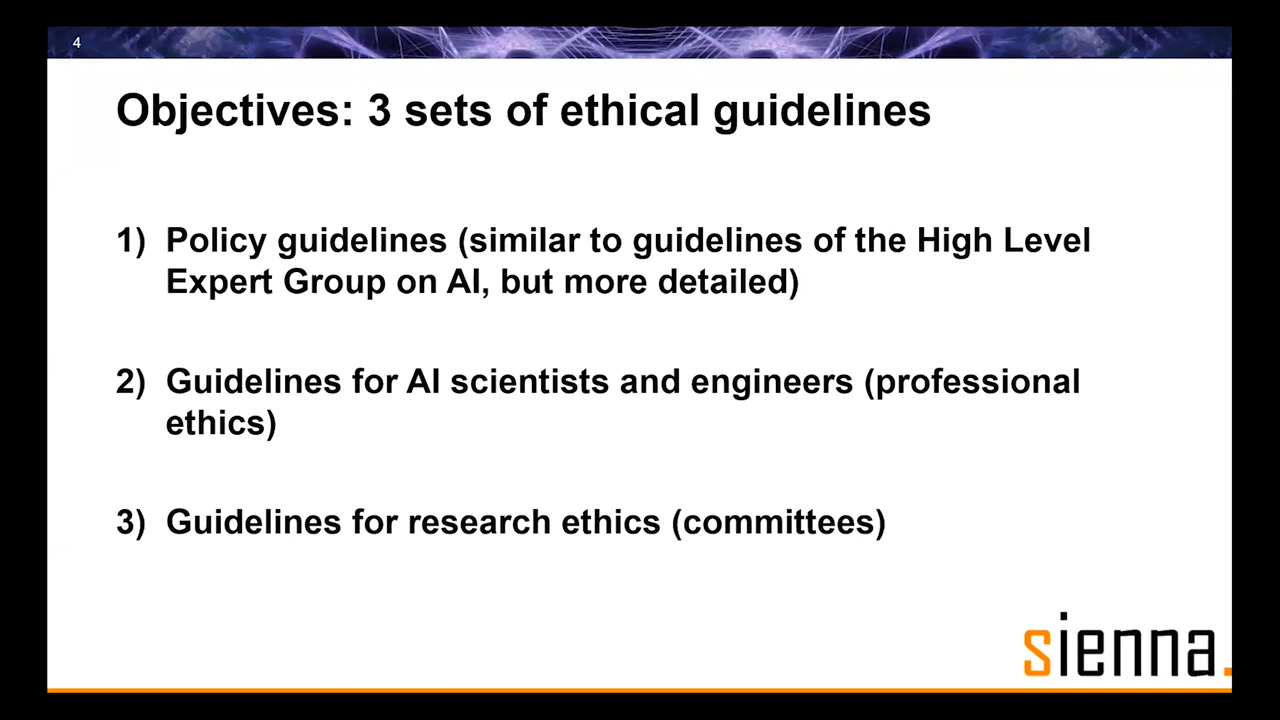 4
Objectives: 3 sets of ethical guidelines
1) Policy guidelines (similar to guidelines of the High Level
Expert Group on AI, but more detailed)
2) Guidelines for AI scientists and engineers (professional
ethics)
3) Guidelines for research ethics (committees)
sienna.